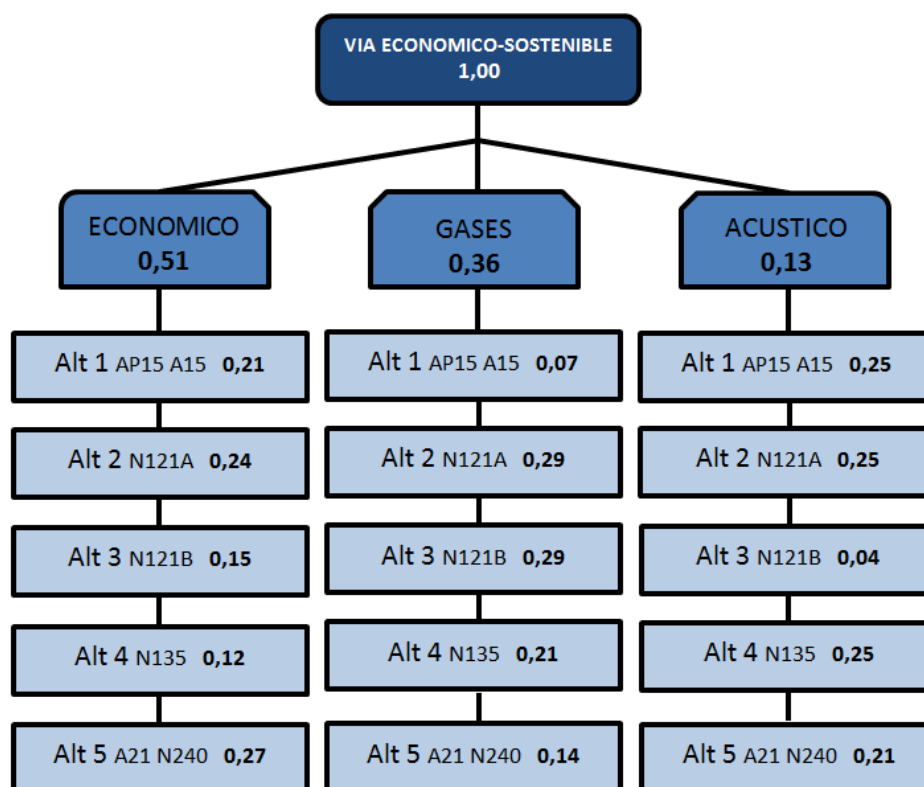 VIA ECONOMICO-SOSTENIBLE
1,00
ECONOMICO
0,51
GASES
0,36
ACUSTICO
0,13
Alt 1 AP15 A15 0,21
Alt 1 AP15 A15 0,07
Alt 1 AP15 A15 0,25
Alt 2 N121A 0,24
Alt 2 N121A 0,29
Alt 2 N121A 0,25
Alt 3 N121B 0,15
Alt 3 N121B 0,29
Alt 3 N121B 0,04
Alt 4 N135 0,12
Alt 4 N135 0,21
Alt 4 N135 0,25
Alt 5 A21 N240 0,27
Alt 5 A21 N240 0,14
Alt 5 A21 N240 0,21